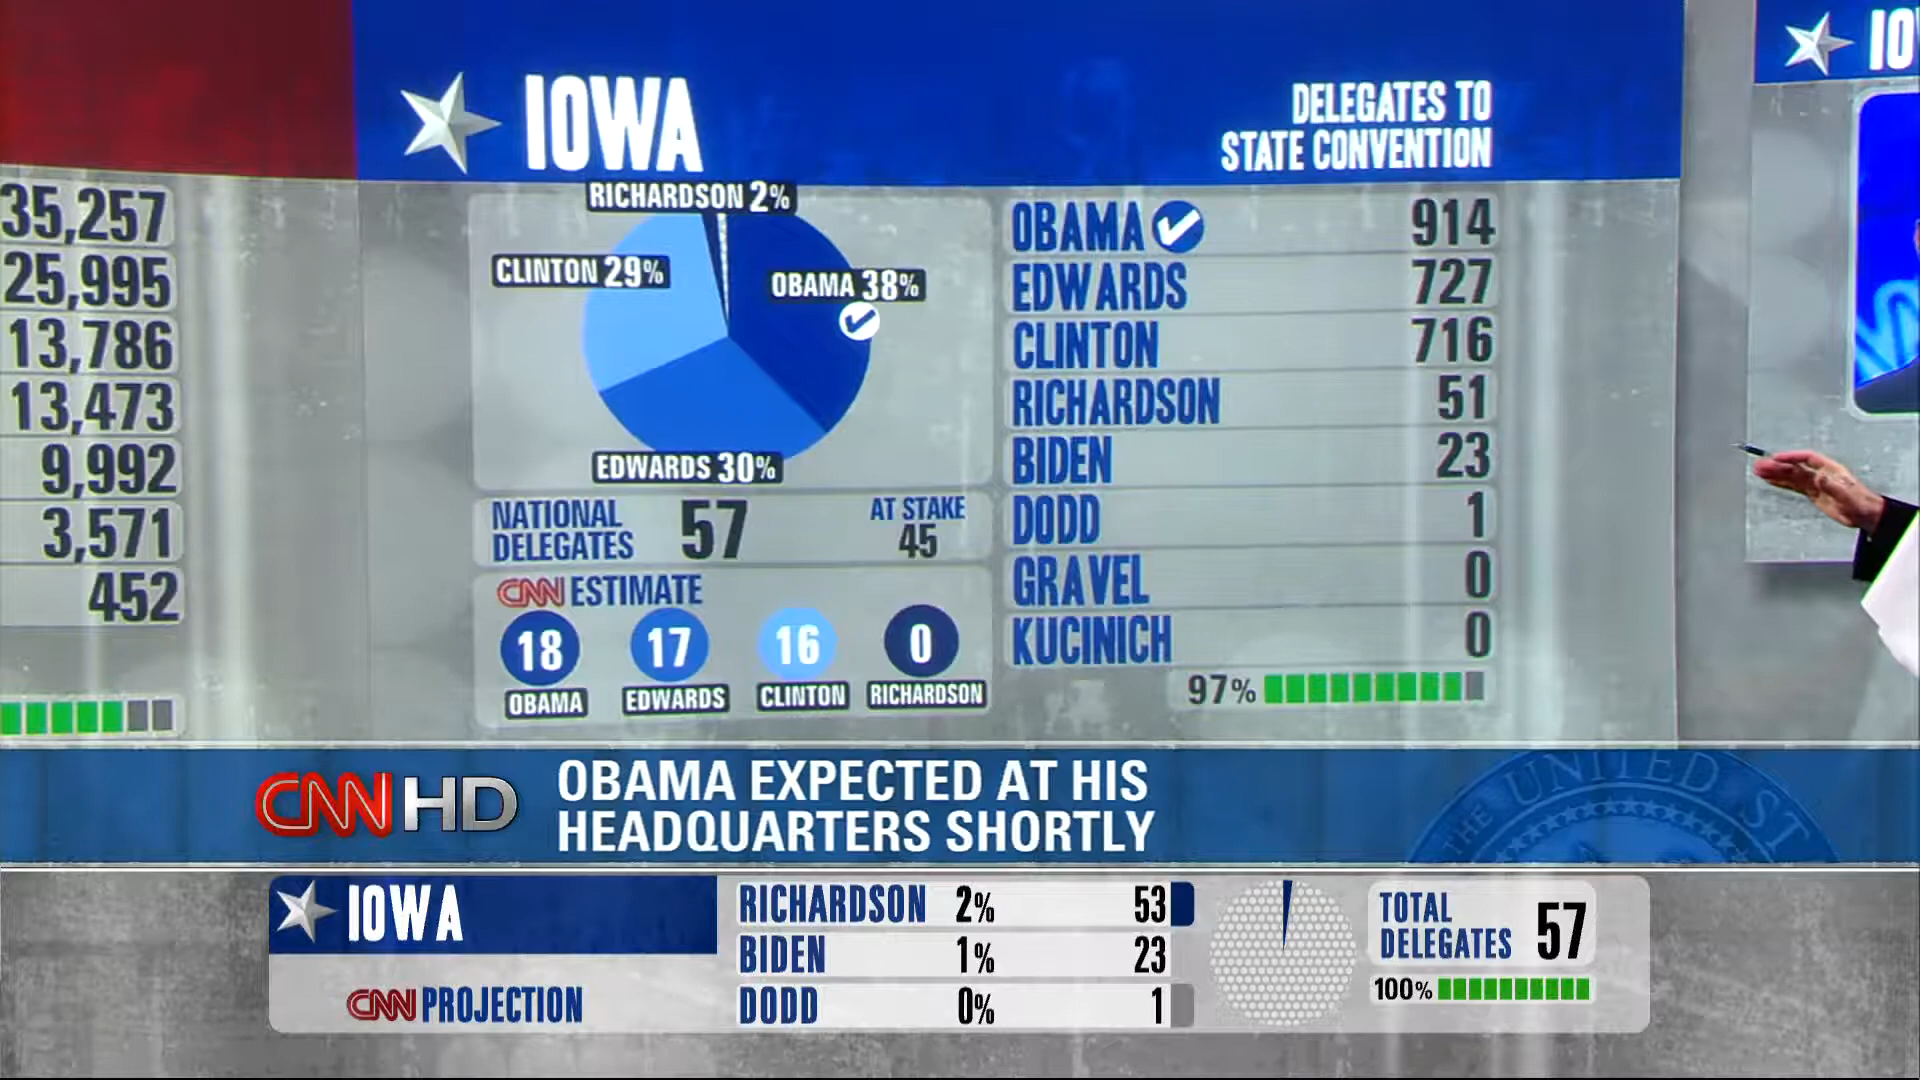 35,257
25,995
13,786
13,473
9,992
3,571
452
IOWA
DELEGATES TO
STATE CONVENTION
RICHARDSON 2%
CLINTON 29%
OBAMA 38%
EDWARDS 30%
NATIONAL
DELEGATES
57
AT STAKE
45
CNN ESTIMATE
18
17
16
0
OBAMA
EDWARDS
CLINTON
RICHARDSON
OBAMA 914
EDWARDS 727
CLINTON 716
RICHARDSON 51
BIDEN 23
DODD 1
GRAVEL 0
KUCINICH 0
97%
IO
CNN HD
OBAMA EXPECTED AT HIS
HEADQUARTERS SHORTLY
THE UNITED ST
IOWA
CNN PROJECTION
RICHARDSON 2% 53
BIDEN 1% 23
DODD 0% 1
TOTAL
DELEGATES
57
100%